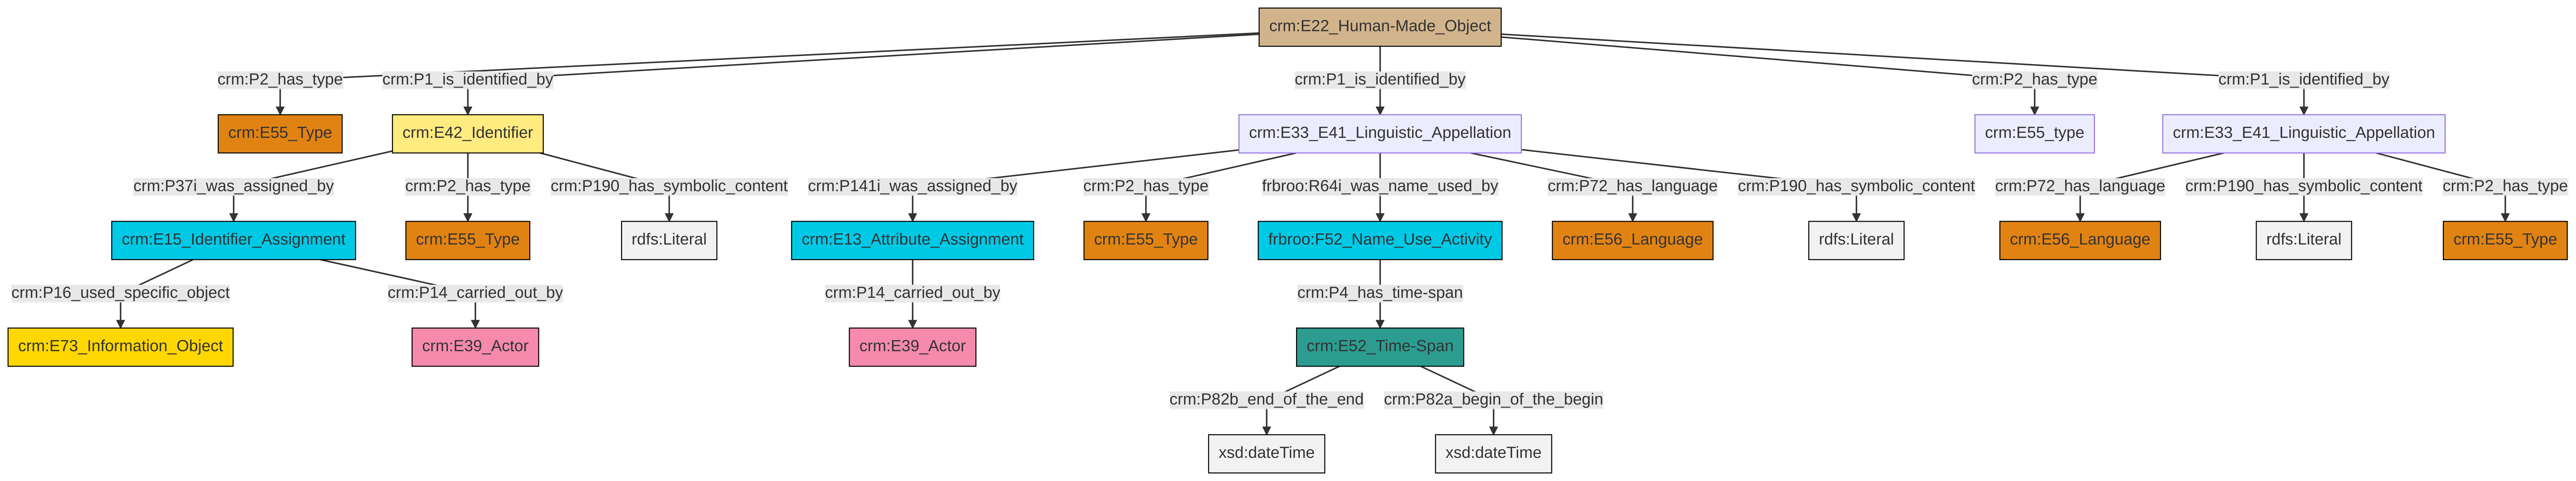 crm:E22_Human-Made_Object
crm:P2_has_type
crm:P1_is_identified_by
crm:P1_is_identified_by
crm:P2_has_type
crm:P1_is_identified_by
crm:E55_Type
crm:E42_Identifier
crm:E33_E41_Linguistic_Appellation
crm:E55_type
crm:E33_E41_Linguistic_Appellation
crm:P37i_was_assigned_by
crm:P2_has_type
crm:P190_has_symbolic_content
crm:P141i_was_assigned_by
crm:P2_has_type
frbroo:R64i_was_name_used_by
crm:P72_has_language
crm:P190_has_symbolic_content
crm:P72_has_language
crm:P190_has_symbolic_content
crm:P2_has_type
crm:E15_Identifier_Assignment
crm:E55_Type
rdfs:Literal
crm:E13_Attribute_Assignment
crm:E55_Type
frbroo:F52_Name_Use_Activity
crm:E56_Language
rdfs:Literal
crm:E56_Language
rdfs:Literal
crm:E55_Type
crm:P16_used_specific_object
crm:P14_carried_out_by
crm:P14_carried_out_by
crm:P4_has_time-span
crm:E73_Information_Object
crm:E39_Actor
crm:E39_Actor
crm:E52_Time-Span
crm:P82b_end_of_the_end
crm:P82a_begin_of_the_begin
xsd:dateTime
xsd:dateTime